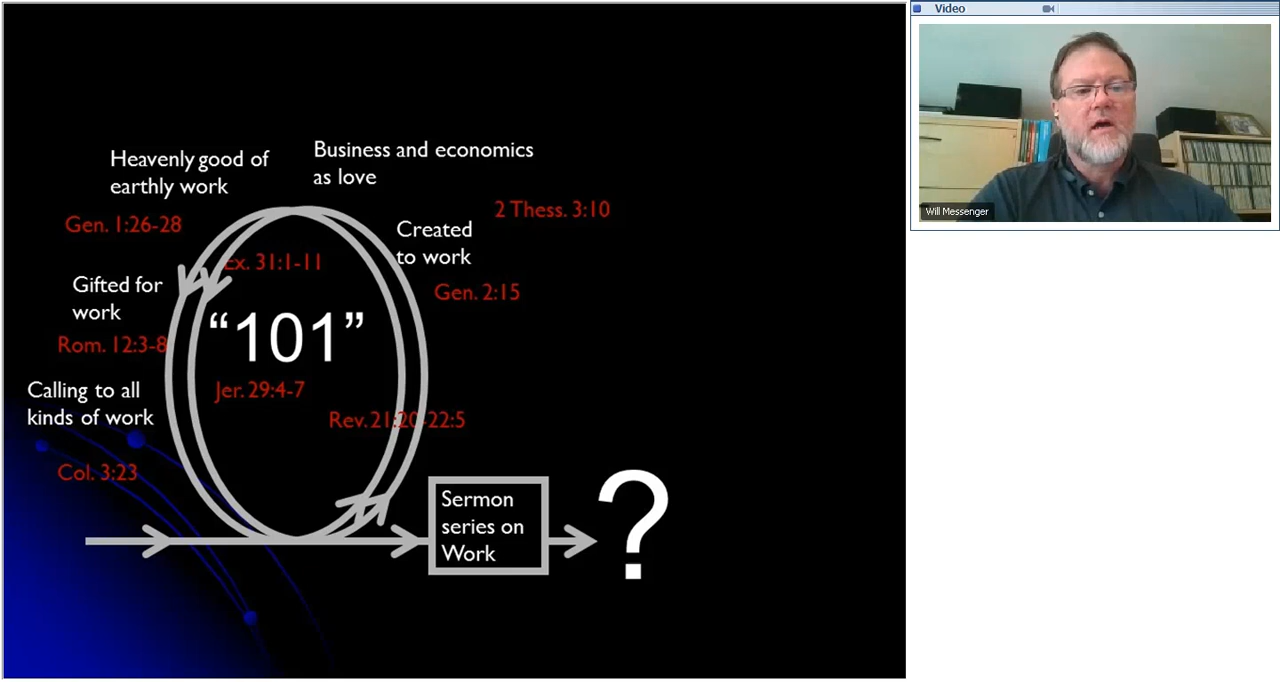 Video
Will Messenger
Heavenly good of
earthly work
Business and economics
as love
Gen. 1:26-28
2 Thess. 3:10
Created
to work
Ex. 31:1-11
Gifted for
work
Gen. 2:15
“101”
Rom. 12:3-8
Calling to all
kinds of work
Jer. 29:4-7
Rev. 21:20-22:5
Col. 3:23
Sermon
series on
Work
?